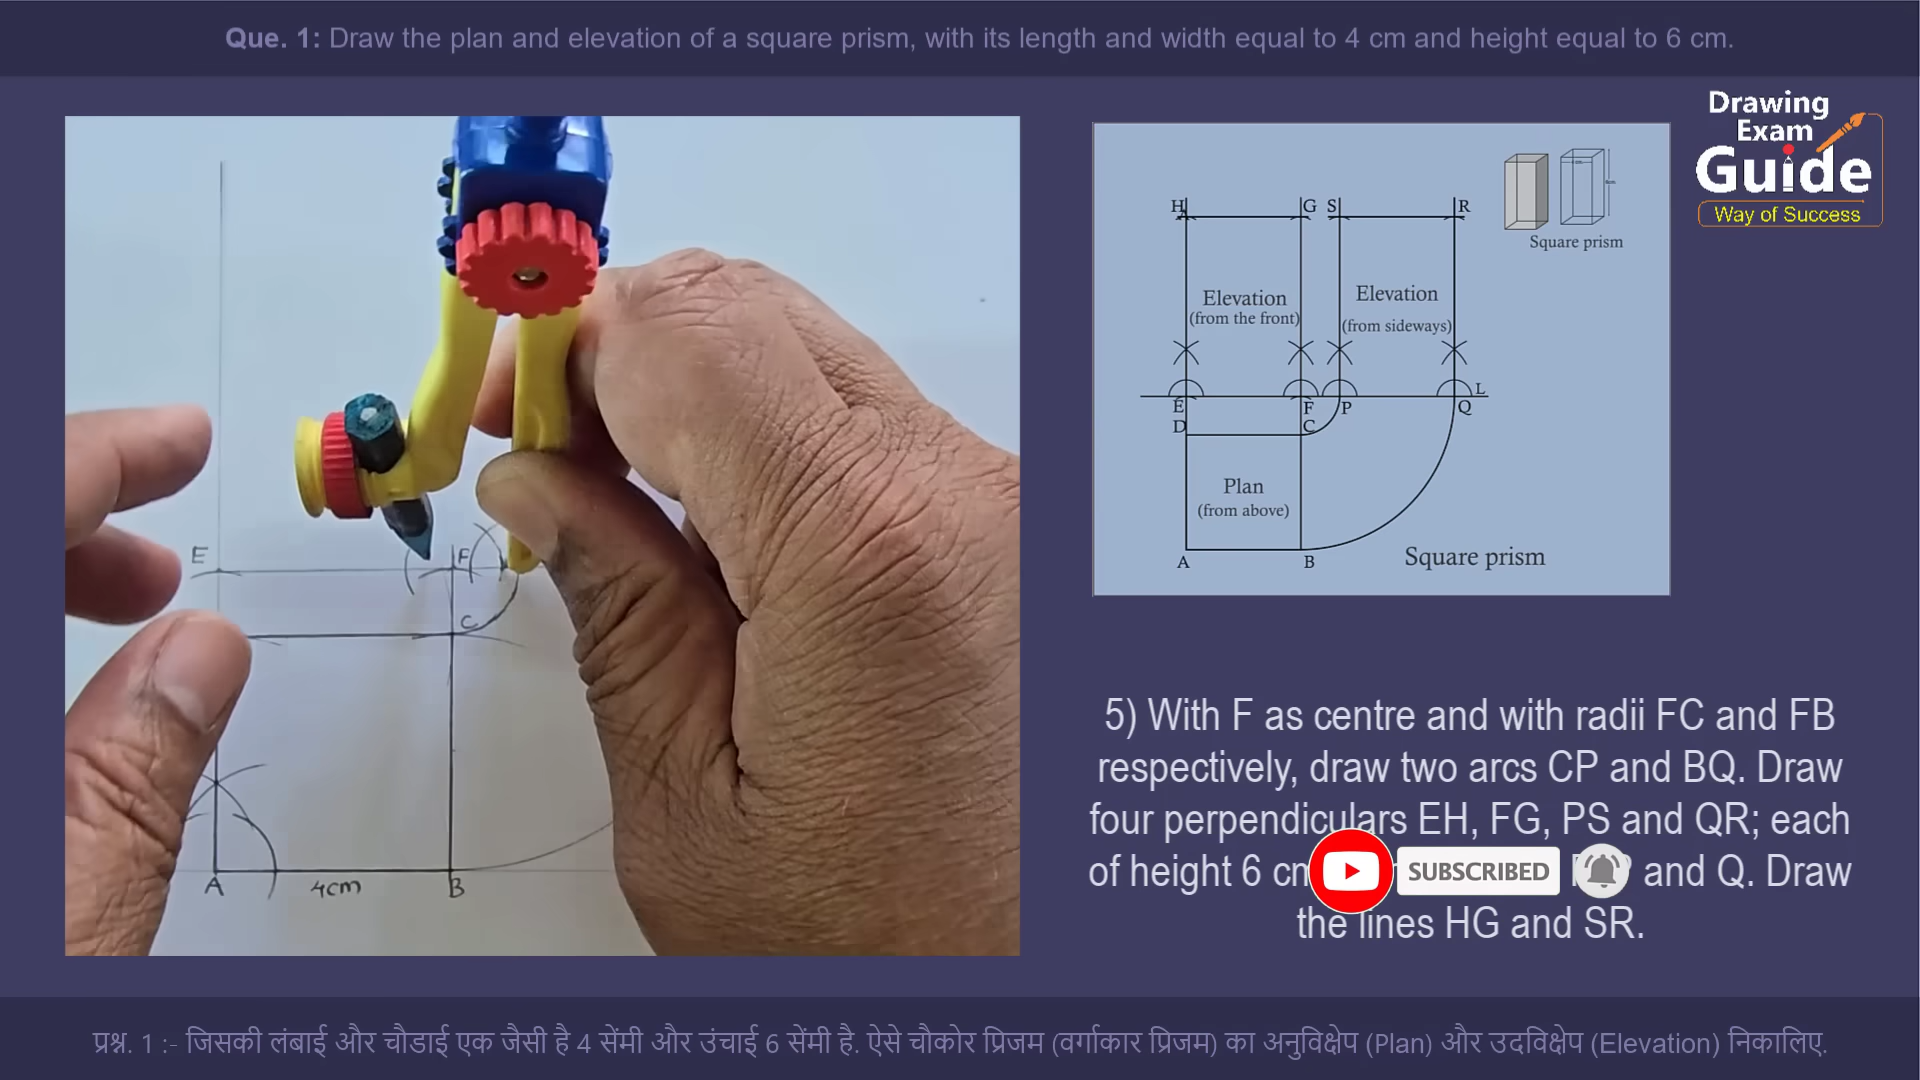 Que. 1: Draw the plan and elevation of a square prism, with its length and width equal to 4 cm and height equal to 6 cm.
Drawing
Exam
Guide
Way of Success
H G S R
Square prism
Elevation
(from the front)
Elevation
(from sideways)
L
E F P Q
D C
Plan
(from above)
A B
Square prism
E F
C
A 4cm B
5) With F as centre and with radii FC and FB
respectively, draw two arcs CP and BQ. Draw
four perpendiculars EH, FG, PS and QR; each
of height 6 and Q. Draw
the lines HG and SR.
SUBSCRIBED
प्रश्न. 1 :- जिसकी लंबाई और चौडाई एक जैसी है 4 सेंमी और उंचाई 6 सेंमी है. ऐसे चौकोर प्रिजम (वर्गाकार प्रिजम) का अनुविक्षेप (Plan) और उदविक्षेप (Elevation) निकालिए.